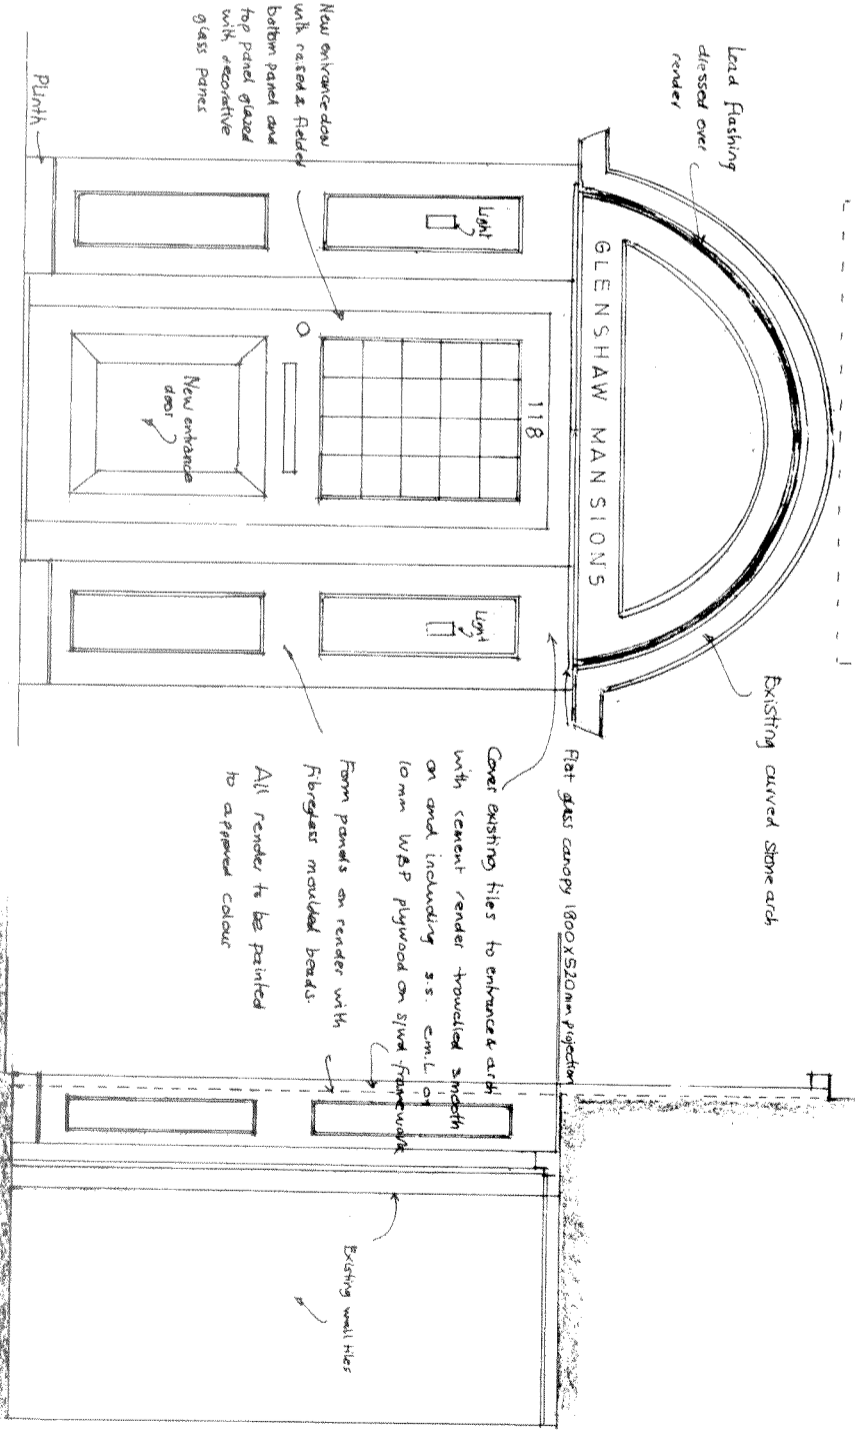 Lead flashing
dressed over
render
Existing curved stone arch
GLENSHAW MANSIONS
Flat glass canopy 1800 x 520mm projection
118
Light
Light
Cover existing tiles to entrance & arch
with cement render trowelled smooth
on and including s.s. e.m.L on
10mm WBP plywood on s/wd framework
Form panels on render with
fibreglass moulded beads.
All render to be painted
to approved colour
New entrance door
with raised & fielded
bottom panel and
top panel glazed
with decorative
glass panes
New entrance
door
Plinth
Existing wall tiles